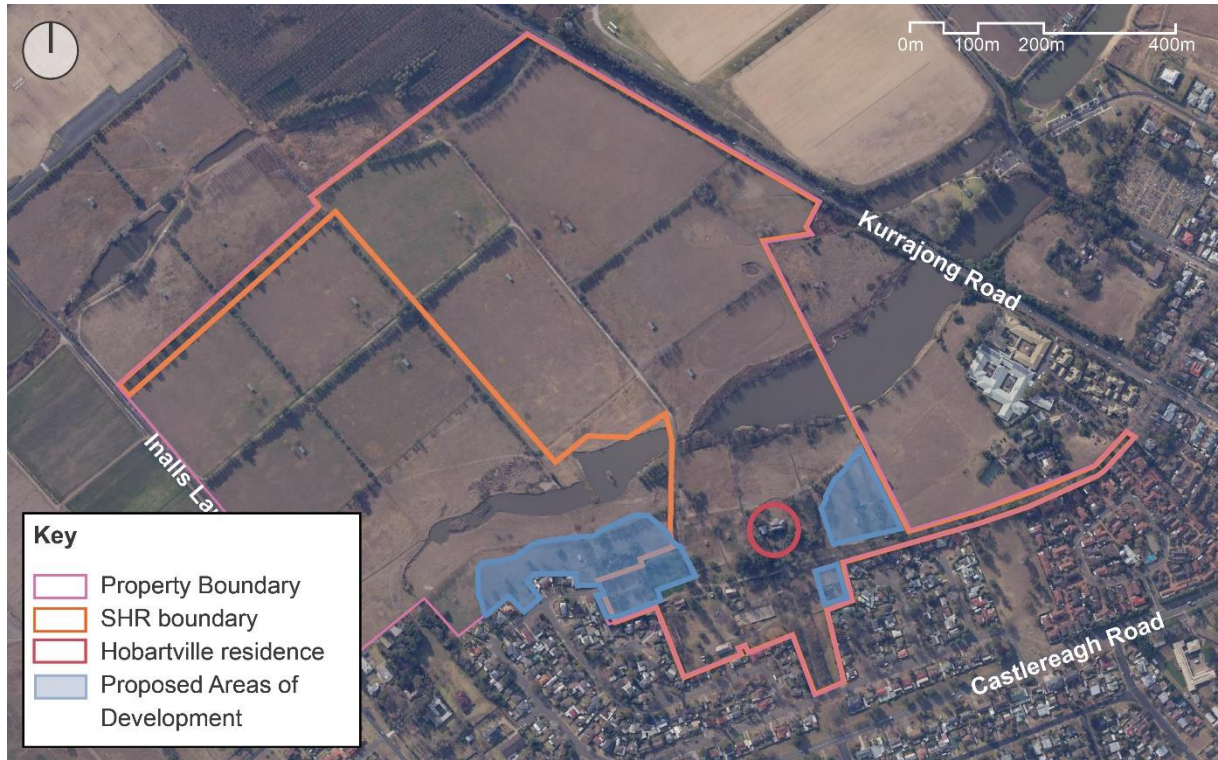 0m 100m 200m 400m
Kurrajong Road
Inalls La
Castlereagh Road
Key
Property Boundary
SHR boundary
Hobartville residence
Proposed Areas of
Development